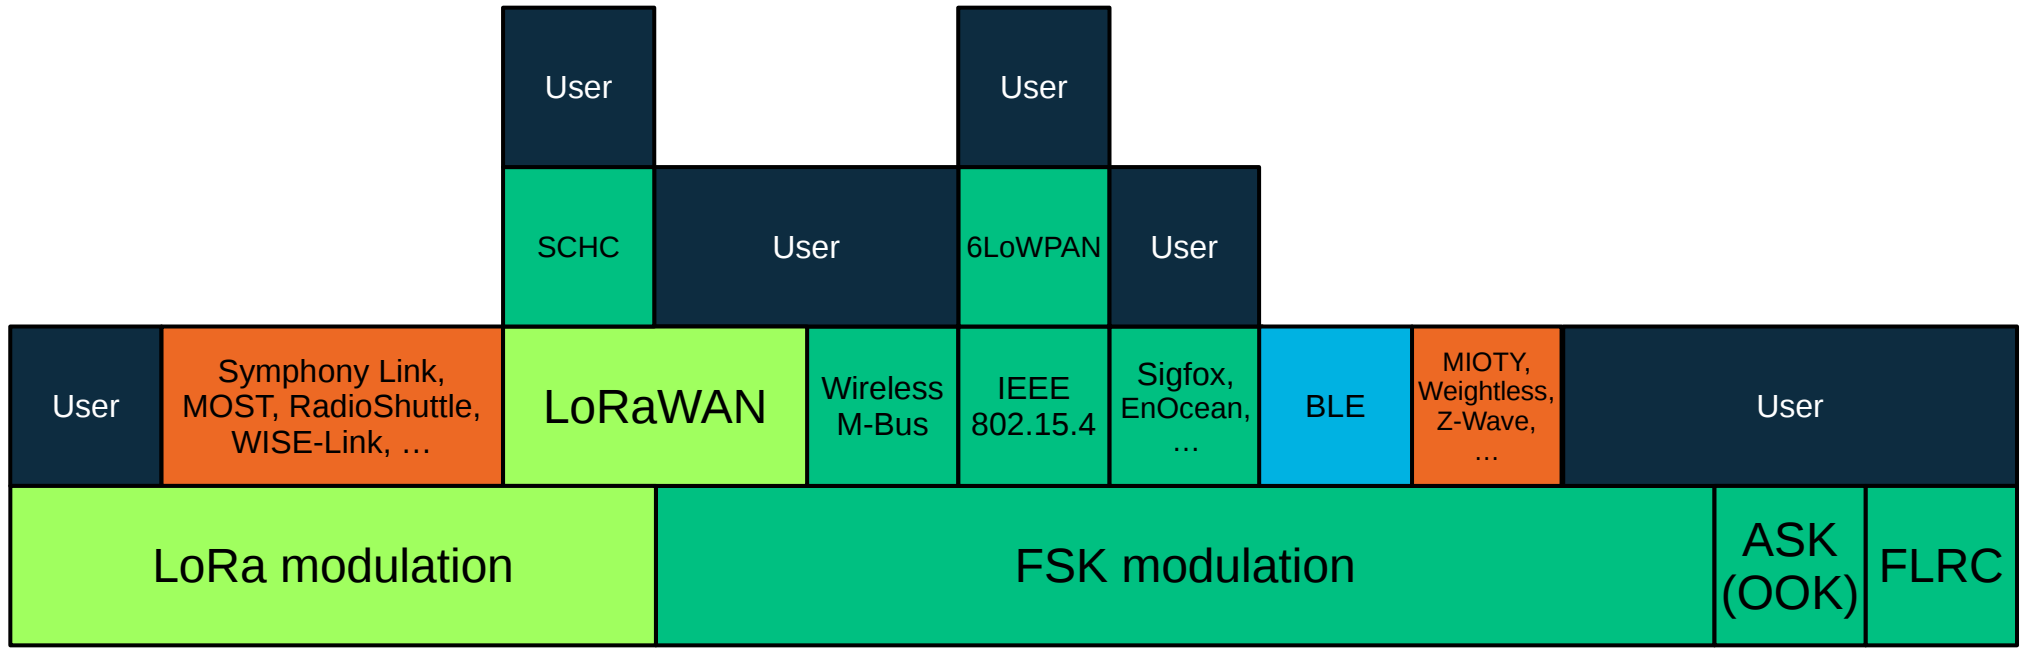 User
User
SCHC
User
6LoWPAN
User
User
Symphony Link,
MOST, RadioShuttle,
WISE-Link, …
LoRaWAN
Wireless
M-Bus
IEEE
802.15.4
Sigfox,
EnOcean,
…
BLE
MIOTY,
Weightless,
Z-Wave,
…
User
LoRa modulation
FSK modulation
ASK
(OOK)
FLRC